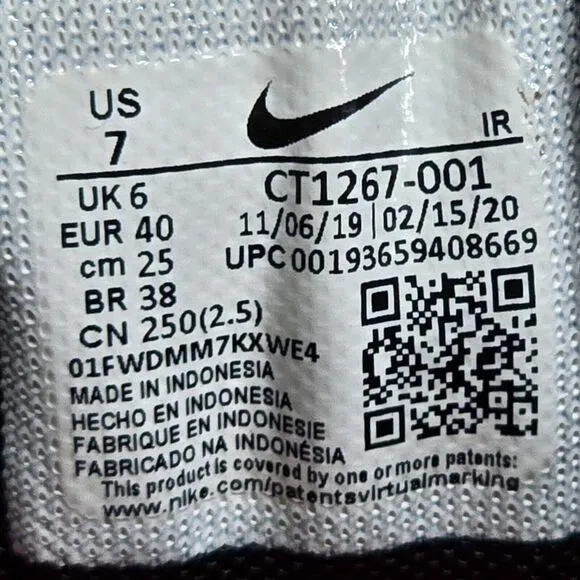 US
7
IR
UK 6
CT1267-001
EUR 40
11/06/19 | 02/15/20
cm 25
UPC 00193659408669
BR 38
CN 250(2.5)
01FWDMM7KXWE4
MADE IN INDONESIA
HECHO EN INDONESIA
FABRIQUE EN INDONESIE
FABRICADO NA INDONÉSIA
This product is covered by one or more patents:
www.nike.com/patentsvirtualmarking